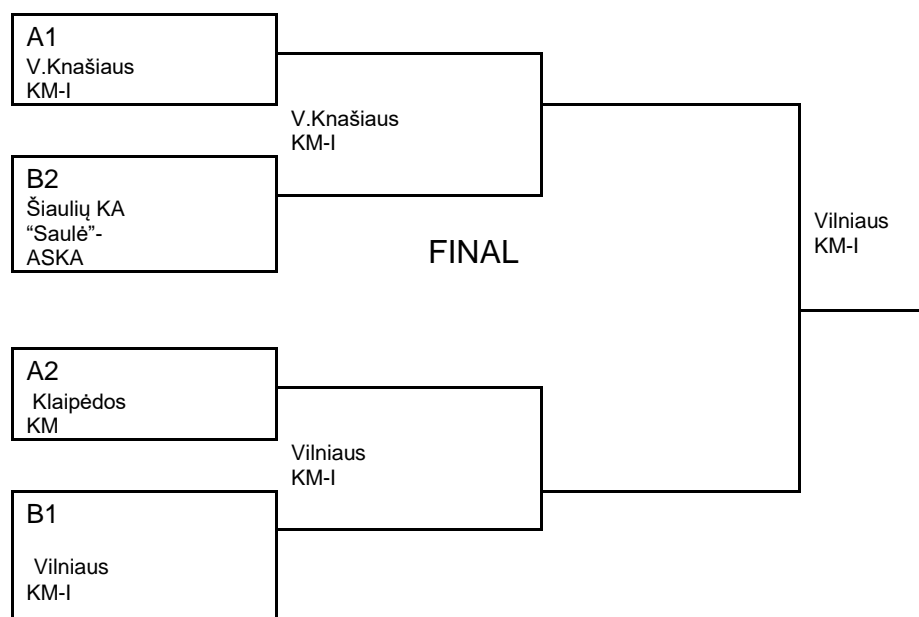 A1
V.Knašiaus
KM-I
V.Knašiaus
KM-I
B2
Šiaulių KA
“Saulė”-
ASKA
FINAL
Vilniaus
KM-I
A2
Klaipėdos
KM
Vilniaus
KM-I
B1
Vilniaus
KM-I